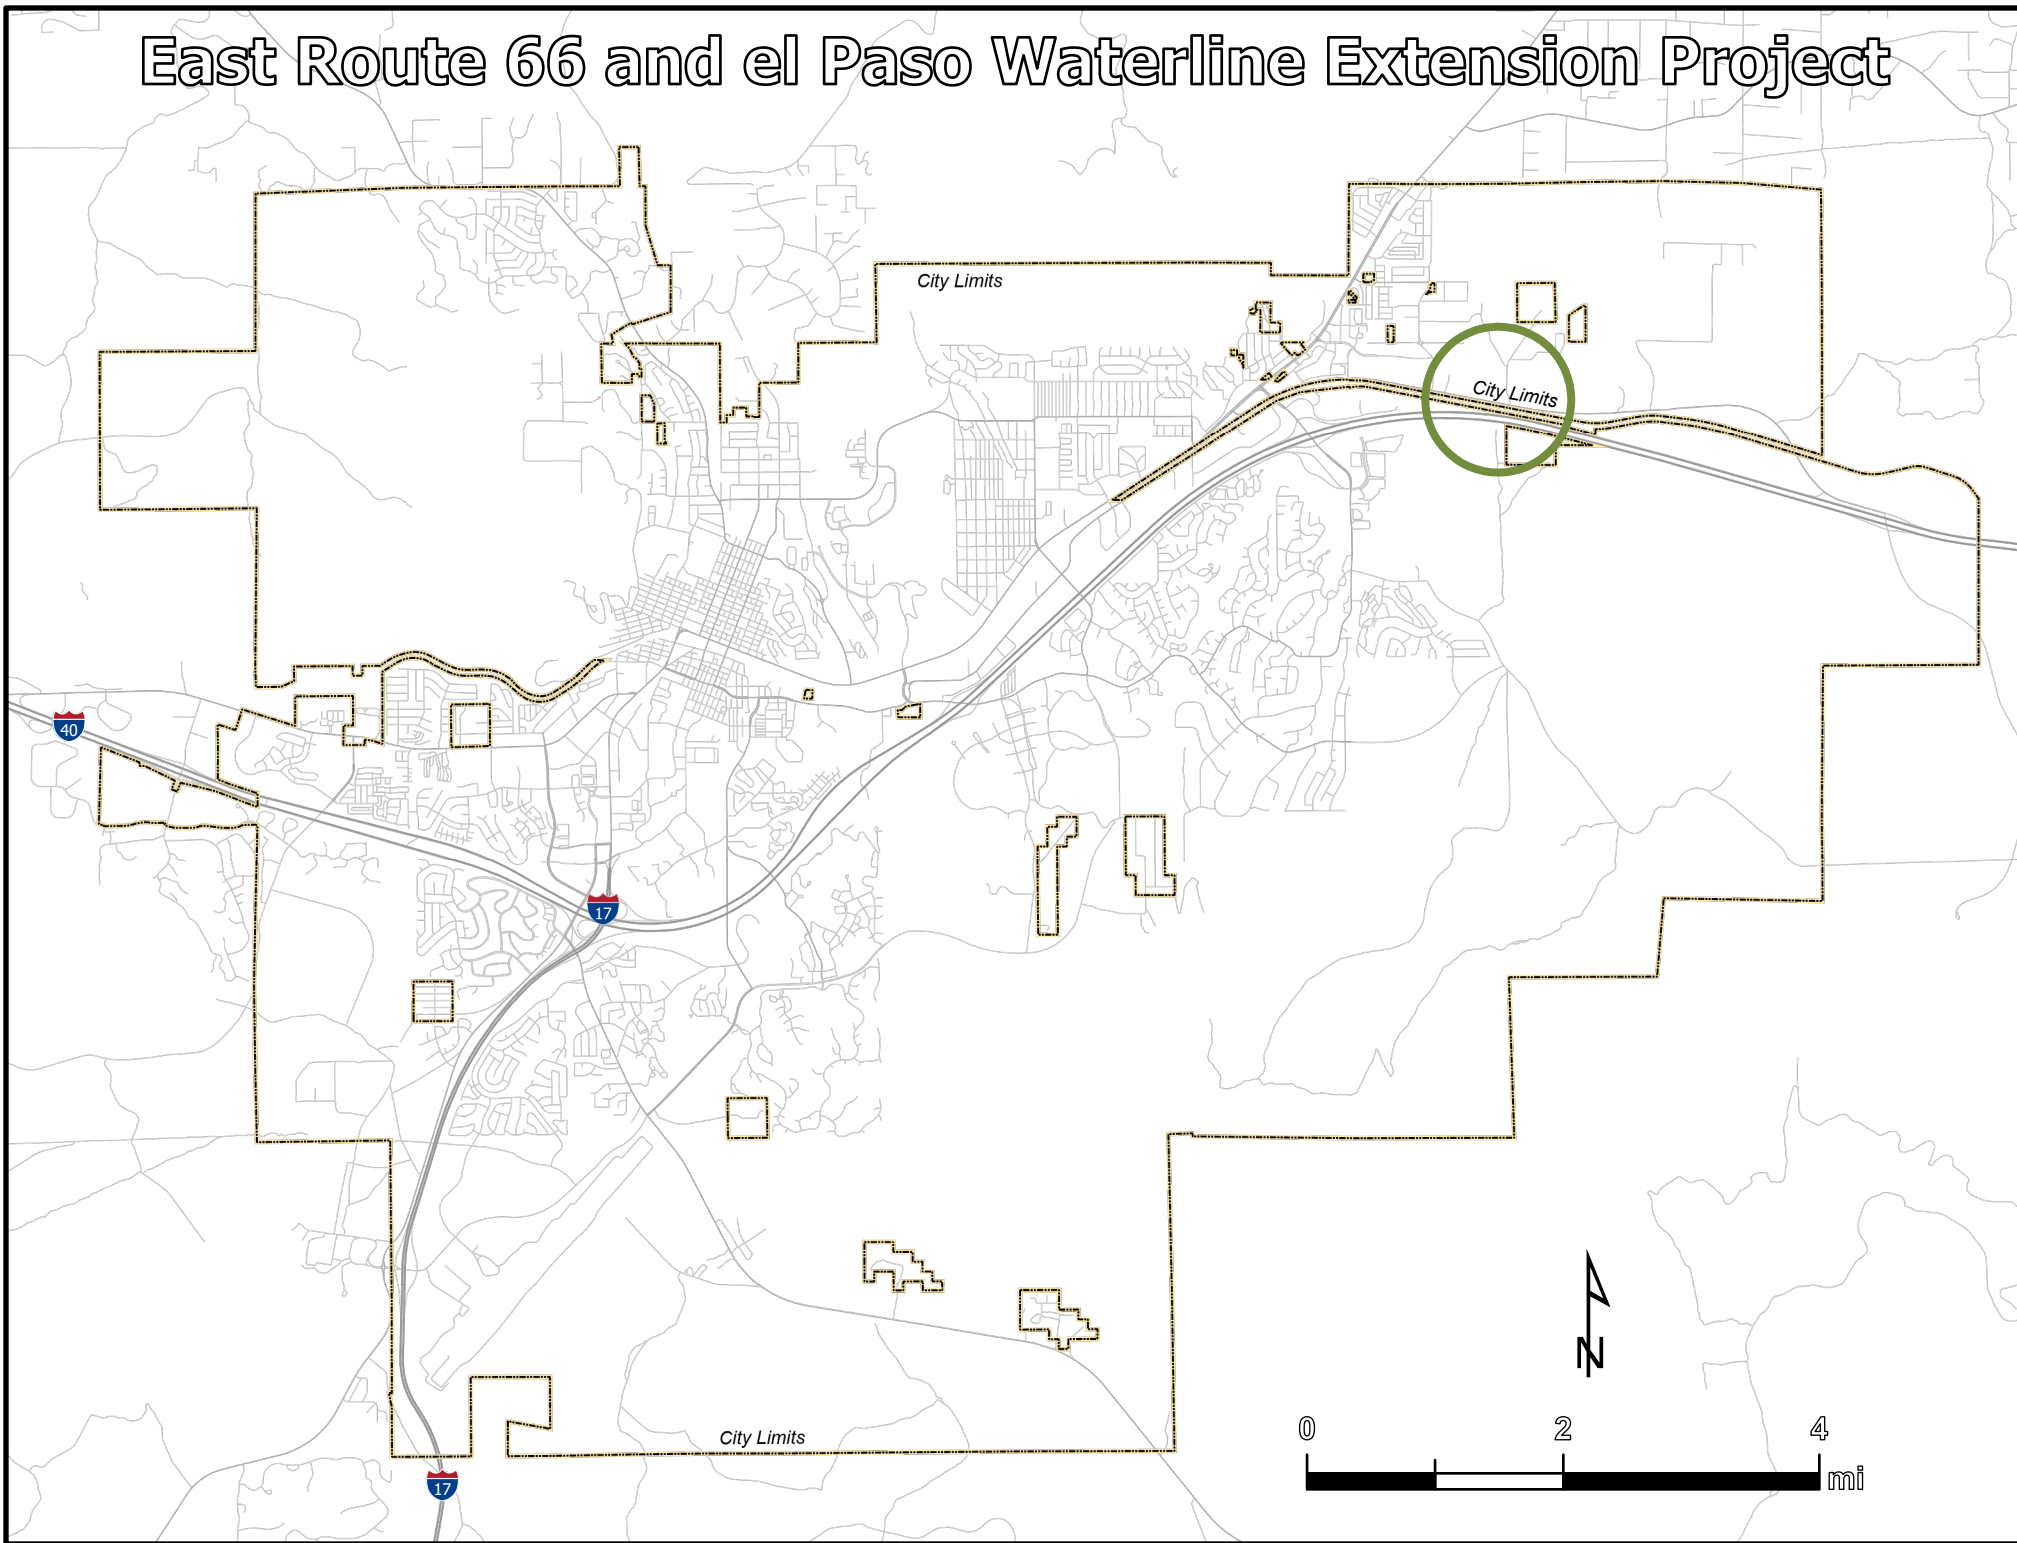 East Route 66 and el Paso Waterline Extension Project
City Limits
City Limits
40
17
City Limits
17
N
0 2 4
mi